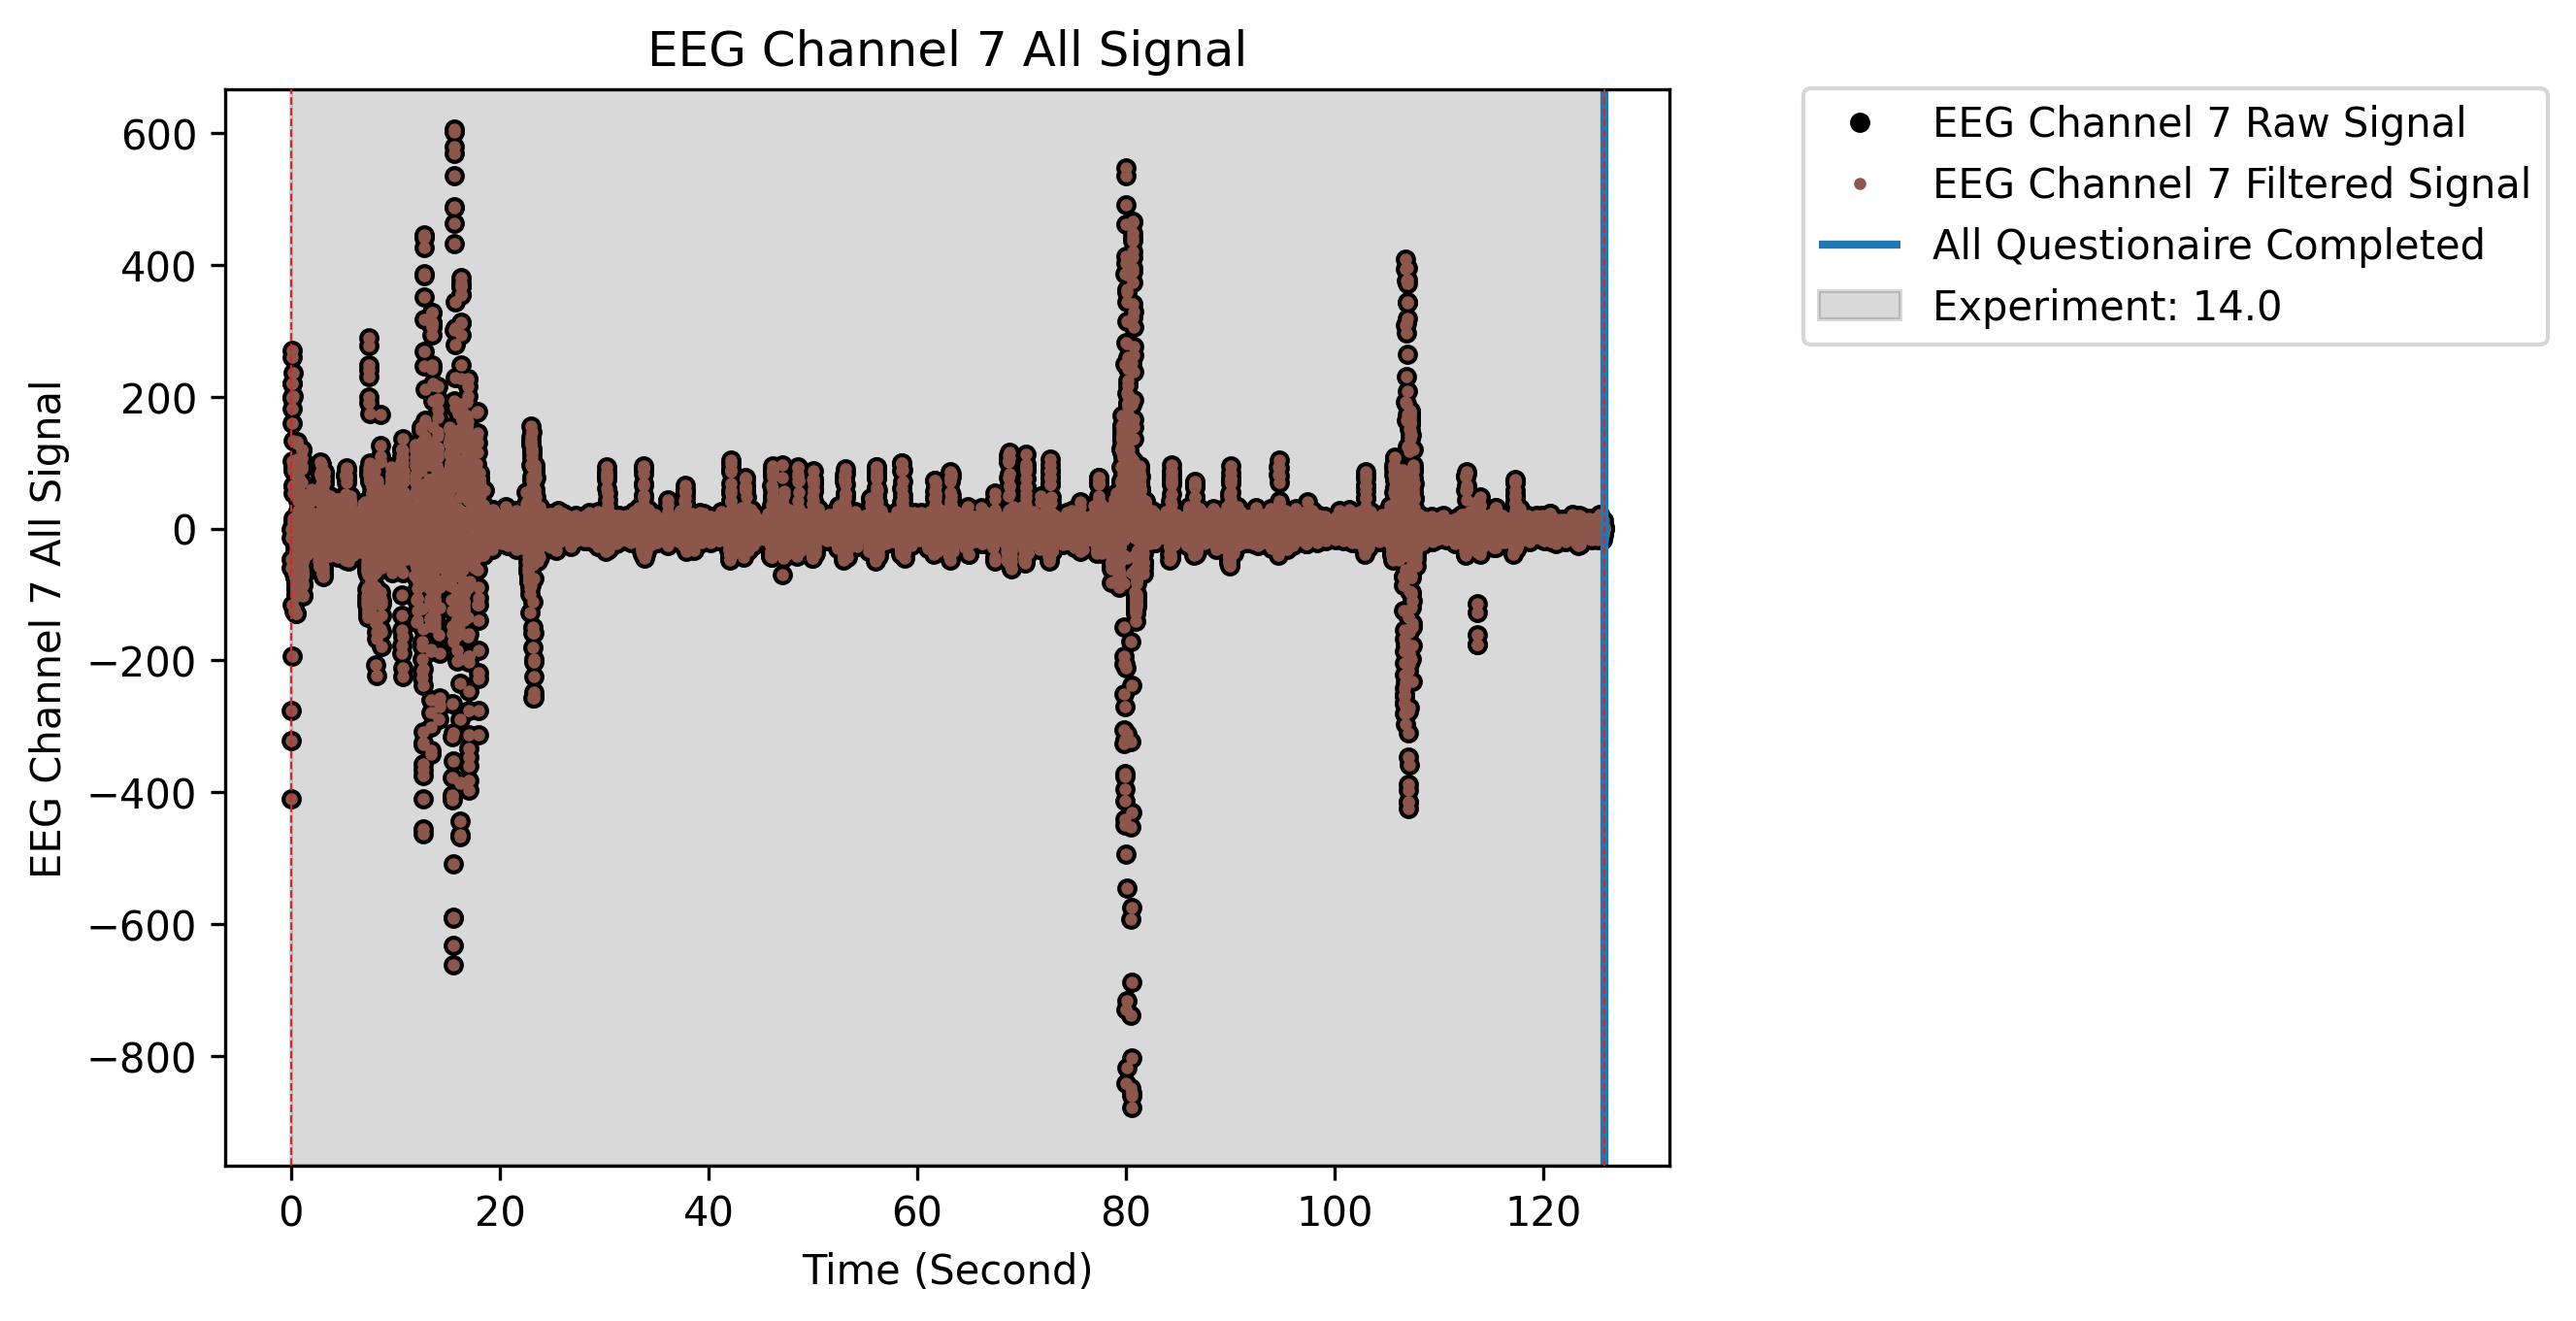 EEG Channel 7 All Signal
EEG Channel 7 Raw Signal
EEG Channel 7 Filtered Signal
All Questionaire Completed
Experiment: 14.0
EEG Channel 7 All Signal
600
400
200
0
−200
−400
−600
−800
0 20 40 60 80 100 120
Time (Second)